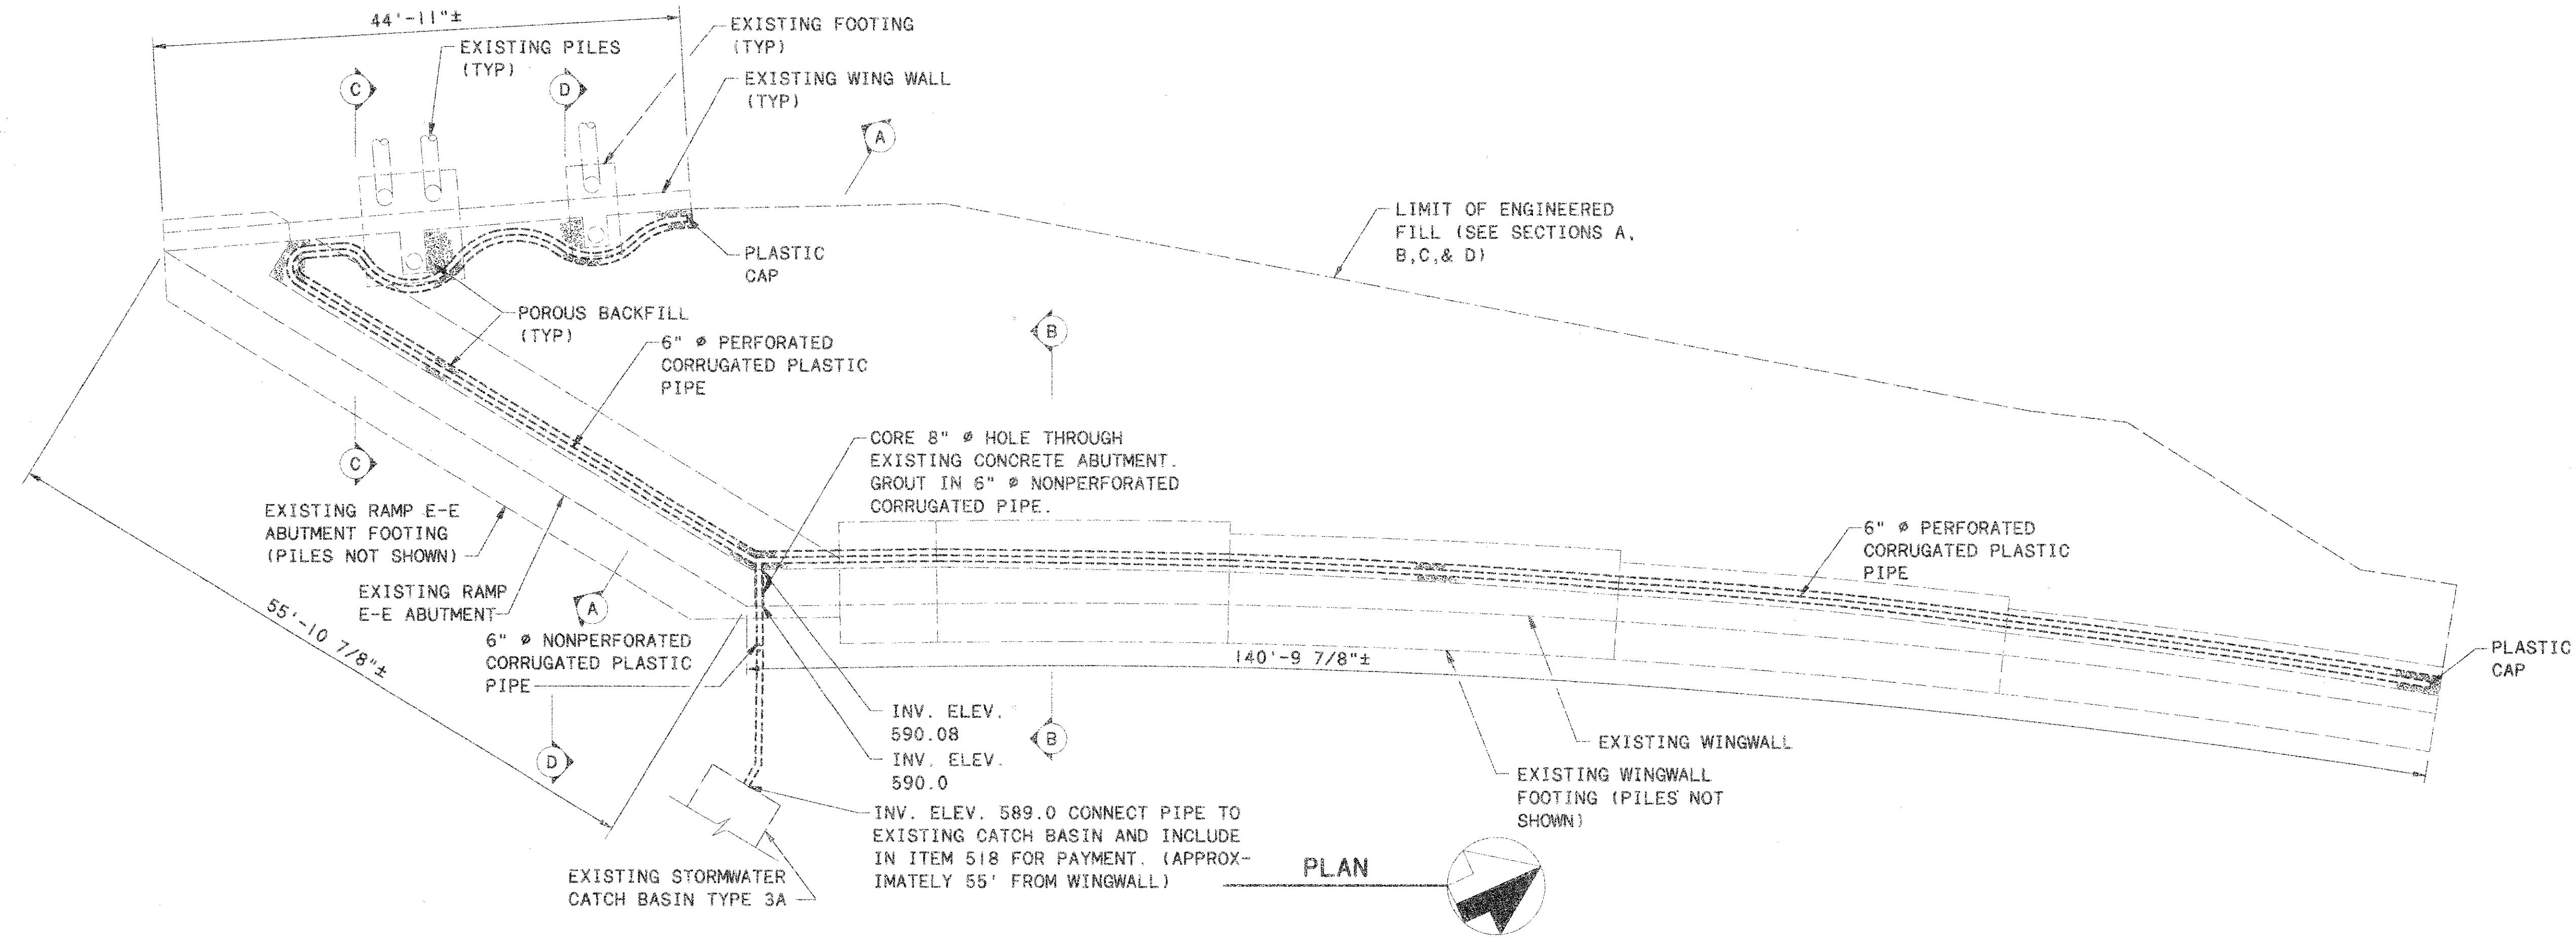 44'-11"±
EXISTING PILES
(TYP)
EXISTING FOOTING
(TYP)
EXISTING WING WALL
(TYP)
C
D
A
LIMIT OF ENGINEERED
FILL (SEE SECTIONS A,
B,C,& D)
PLASTIC
CAP
POROUS BACKFILL
(TYP)
6" ø PERFORATED
CORRUGATED PLASTIC
PIPE
B
CORE 8" ø HOLE THROUGH
EXISTING CONCRETE ABUTMENT.
GROUT IN 6" ø NONPERFORATED
CORRUGATED PIPE.
C
EXISTING RAMP E-E
ABUTMENT FOOTING
(PILES NOT SHOWN)
6" ø PERFORATED
CORRUGATED PLASTIC
PIPE
EXISTING RAMP
E-E ABUTMENT
A
55'-10 7/8"±
6" ø NONPERFORATED
CORRUGATED PLASTIC
PIPE
140'-9 7/8"±
PLASTIC
CAP
D
INV. ELEV.
590.08
B
INV. ELEV.
590.0
EXISTING WINGWALL
EXISTING WINGWALL
FOOTING (PILES NOT
SHOWN)
INV. ELEV. 589.0 CONNECT PIPE TO
EXISTING CATCH BASIN AND INCLUDE
IN ITEM 518 FOR PAYMENT. (APPROX-
IMATELY 55' FROM WINGWALL)
EXISTING STORMWATER
CATCH BASIN TYPE 3A
PLAN